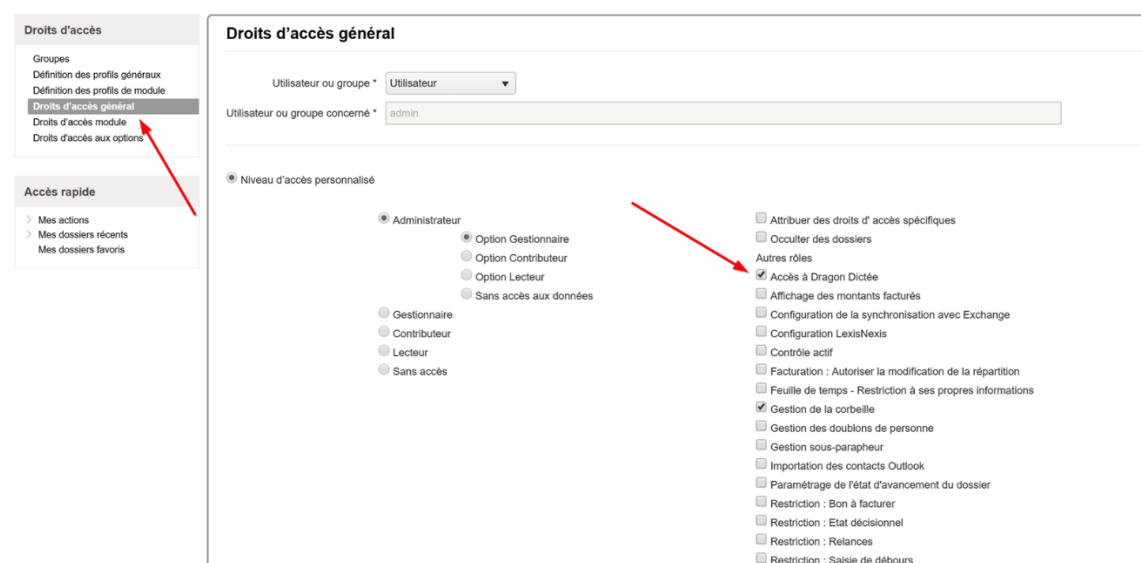 Droits d'accès
Groupes
Définition des profils généraux
Définition des profils de module
Droits d'accès général
Droits d'accès module
Droits d'accès aux options
Accès rapide
Mes actions
Mes dossiers récents
Mes dossiers favoris
Droits d'accès général
Utilisateur ou groupe * Utilisateur
Utilisateur ou groupe concerné * admin
Niveau d'accès personnalisé
Administrateur
Option Gestionnaire
Option Contributeur
Option Lecteur
Sans accès aux données
Gestionnaire
Contributeur
Lecteur
Sans accès
Attribuer des droits d' accès spécifiques
Occulter des dossiers
Autres rôles
Accès à Dragon Dictée
Affichage des montants facturés
Configuration de la synchronisation avec Exchange
Configuration LexisNexis
Contrôle actif
Facturation : Autoriser la modification de la répartition
Feuille de temps - Restriction à ses propres informations
Gestion de la corbeille
Gestion des doublons de personne
Gestion sous-parapheur
Importation des contacts Outlook
Paramétrage de l'état d'avancement du dossier
Restriction : Bon à facturer
Restriction : Etat décisionnel
Restriction : Relances
Restriction : Saisie de débours